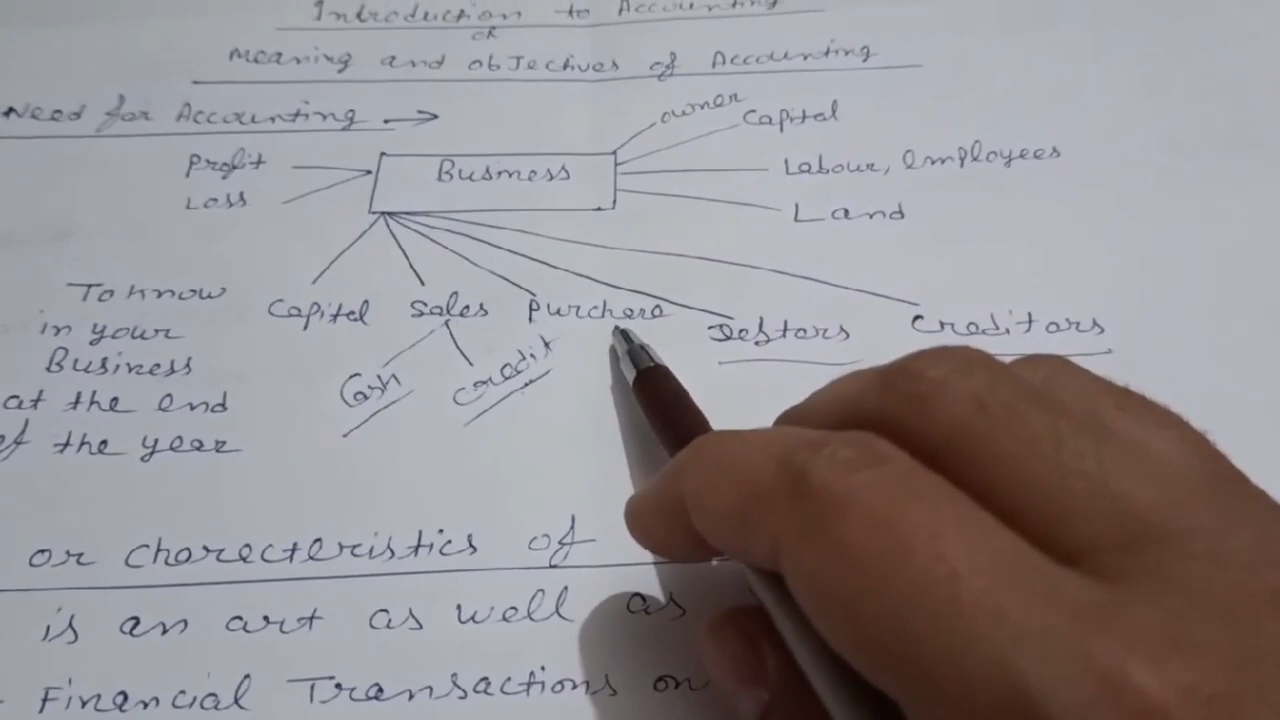 Introduction to Accounting
OR
Meaning and objectives of Accounting
Need for Accounting →
owner
Capital
Profit
Business
Labour, Employees
Loss
Land
To Know
in your
Business
at the end
of the year
Capital Sales Purchase Debtors Creditors
Cash Credit
or charecteristics of
is an art as well as
Financial Transactions on